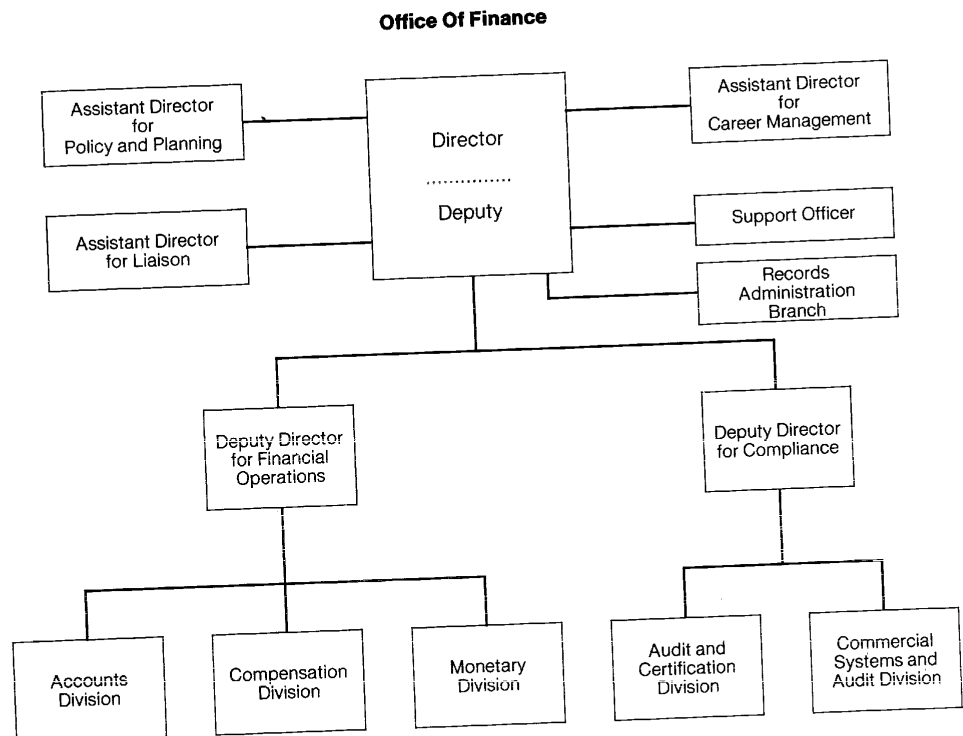 Office Of Finance
Assistant Director
for
Policy and Planning
Director
...............
Deputy
Assistant Director
for
Career Management
Assistant Director
for Liaison
Support Officer
Records
Administration
Branch
Deputy Director
for Financial
Operations
Deputy Director
for Compliance
Accounts
Division
Compensation
Division
Monetary
Division
Audit and
Certification
Division
Commercial
Systems and
Audit Division